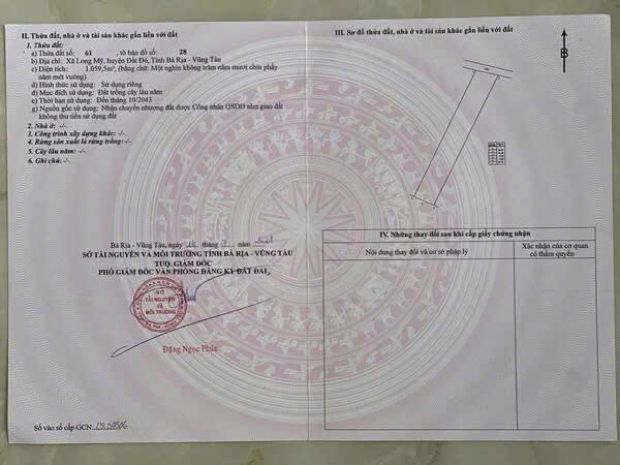 II. Thửa đất, nhà ở và tài sản khác gắn liền với đất
1. Thửa đất:
a) Thửa đất số: 61, tờ bản đồ số: 28
b) Địa chỉ: Xã Long Mỹ, huyện Đất Đỏ, Tỉnh Bà Rịa - Vũng Tàu
c) Diện tích: 1.059,5m², (bằng chữ: Một nghìn không trăm năm mươi chín phẩy
năm mét vuông)
d) Hình thức sử dụng: Sử dụng riêng
đ) Mục đích sử dụng: Đất trồng cây lâu năm
e) Thời hạn sử dụng: Đến tháng 10/2043
g) Nguồn gốc sử dụng: Nhận chuyển nhượng đất được Công nhận QSDĐ như giao đất
không thu tiền sử dụng đất
2. Nhà ở: -/-
3. Công trình xây dựng khác: -/-
4. Rừng sản xuất là rừng trồng: -/-
5. Cây lâu năm: -/-
6. Ghi chú: -/-
Bà Rịa - Vũng Tàu, ngày tháng năm
SỞ TÀI NGUYÊN VÀ MÔI TRƯỜNG TỈNH BÀ RỊA - VŨNG TÀU
TUQ. GIÁM ĐỐC
PHÓ GIÁM ĐỐC VĂN PHÒNG ĐĂNG KÝ ĐẤT ĐAI
SỞ
TÀI NGUYÊN
VÀ
MÔI TRƯỜNG
Đặng Ngọc Phúc
Số vào sổ cấp GCN:
III. Sơ đồ thửa đất, nhà ở và tài sản khác gắn liền với đất
B
IV. Những thay đổi sau khi cấp giấy chứng nhận
Nội dung thay đổi và cơ sở pháp lý
Xác nhận của cơ quan
có thẩm quyền